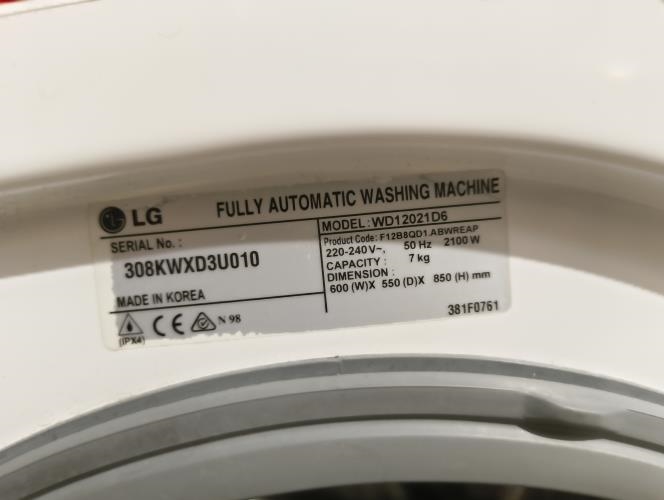 LG FULLY AUTOMATIC WASHING MACHINE
SERIAL No. :
308KWXD3U010
MADE IN KOREA
(IPX4) CE N 98
MODEL: WD12021D6
Product Code: F12B8QD1.ABWREAP
220-240V~, 50 Hz 2100 W
CAPACITY : 7 kg
DIMENSION :
600 (W)X 550 (D)X 850 (H) mm
381F0761